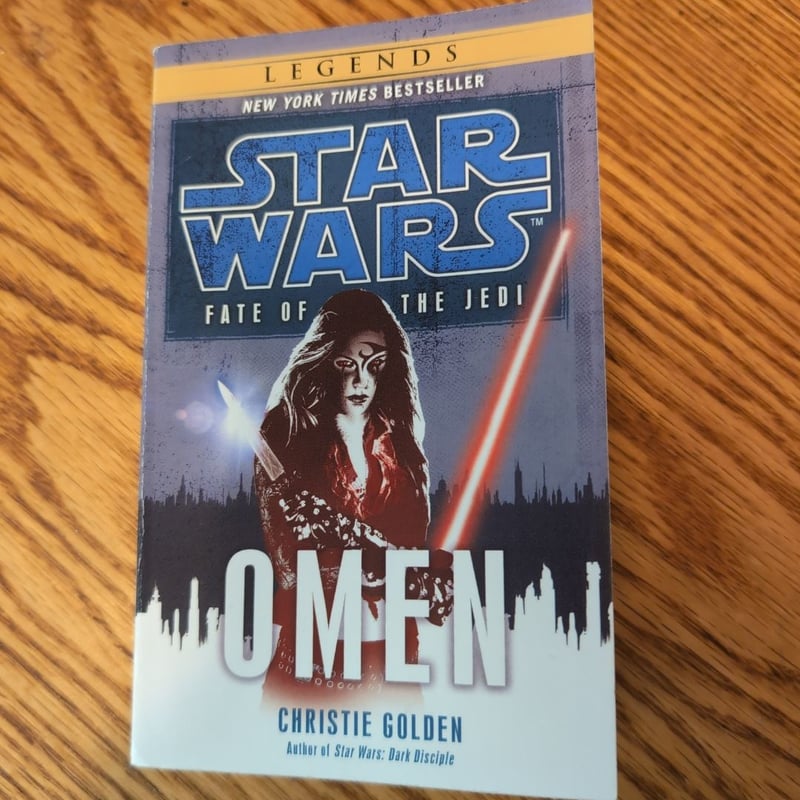 LEGENDS
NEW YORK TIMES BESTSELLER
STAR
WARS™
FATE OF THE JEDI
OMEN
CHRISTIE GOLDEN
Author of Star Wars: Dark Disciple